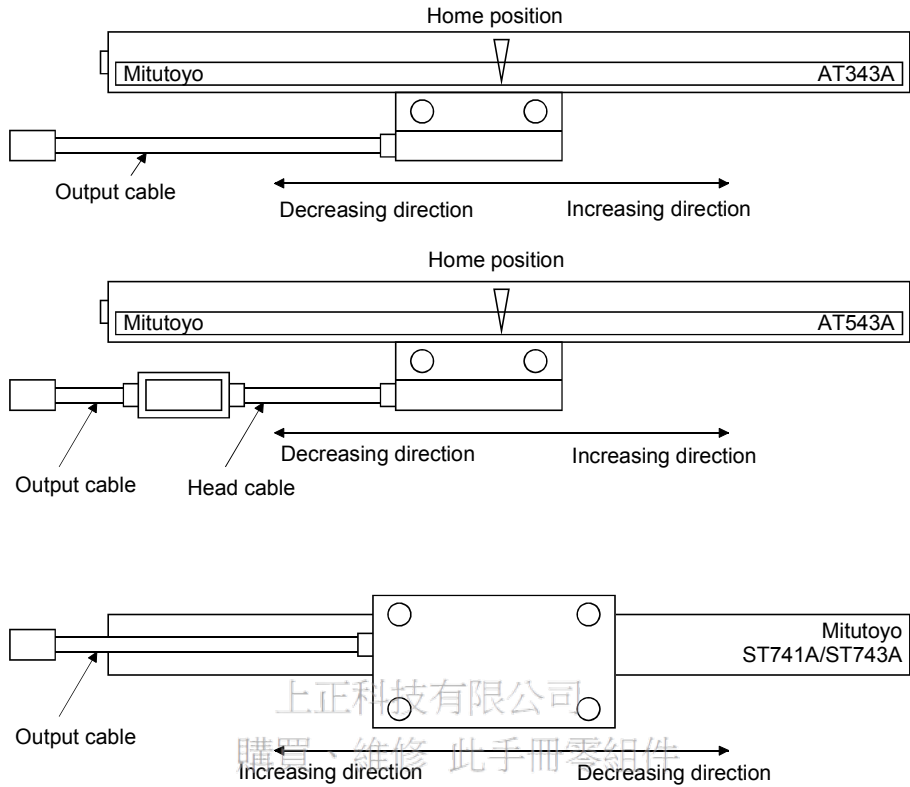 Home position
Mitutoyo AT343A
Output cable
Decreasing direction Increasing direction
Home position
Mitutoyo AT543A
Decreasing direction Increasing direction
Output cable Head cable
Mitutoyo
ST741A/ST743A
上正科技有限公司
Output cable
購買、維修 此手冊零組件
Increasing direction Decreasing direction